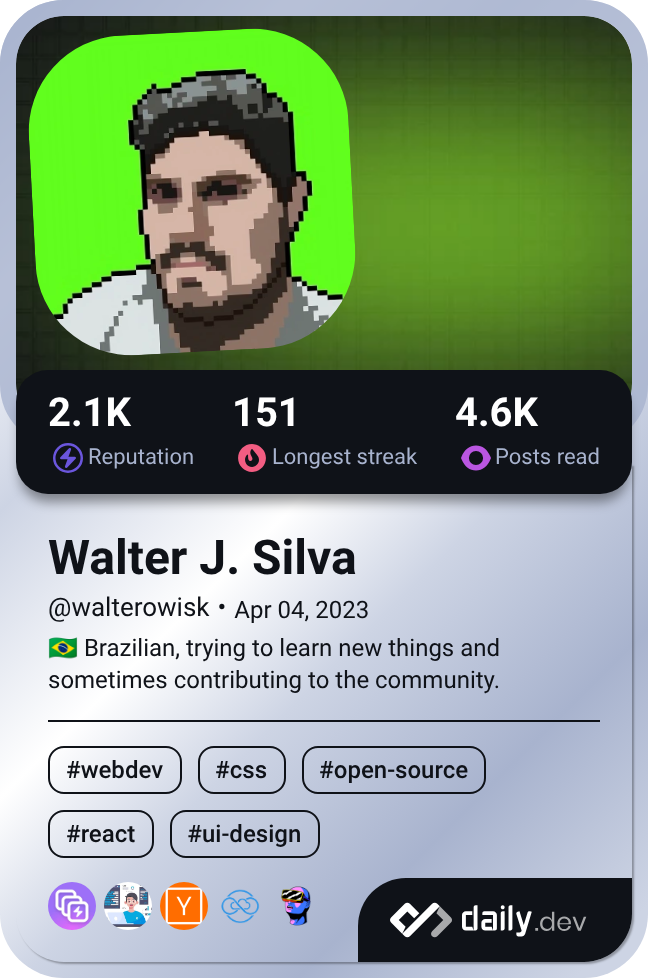 2.1K 151 4.6K
Reputation Longest streak Posts read
Walter J. Silva
@walterowisk • Apr 04, 2023
🇧🇷 Brazilian, trying to learn new things and
sometimes contributing to the community.
#webdev #css #open-source
#react #ui-design
Y
daily.dev